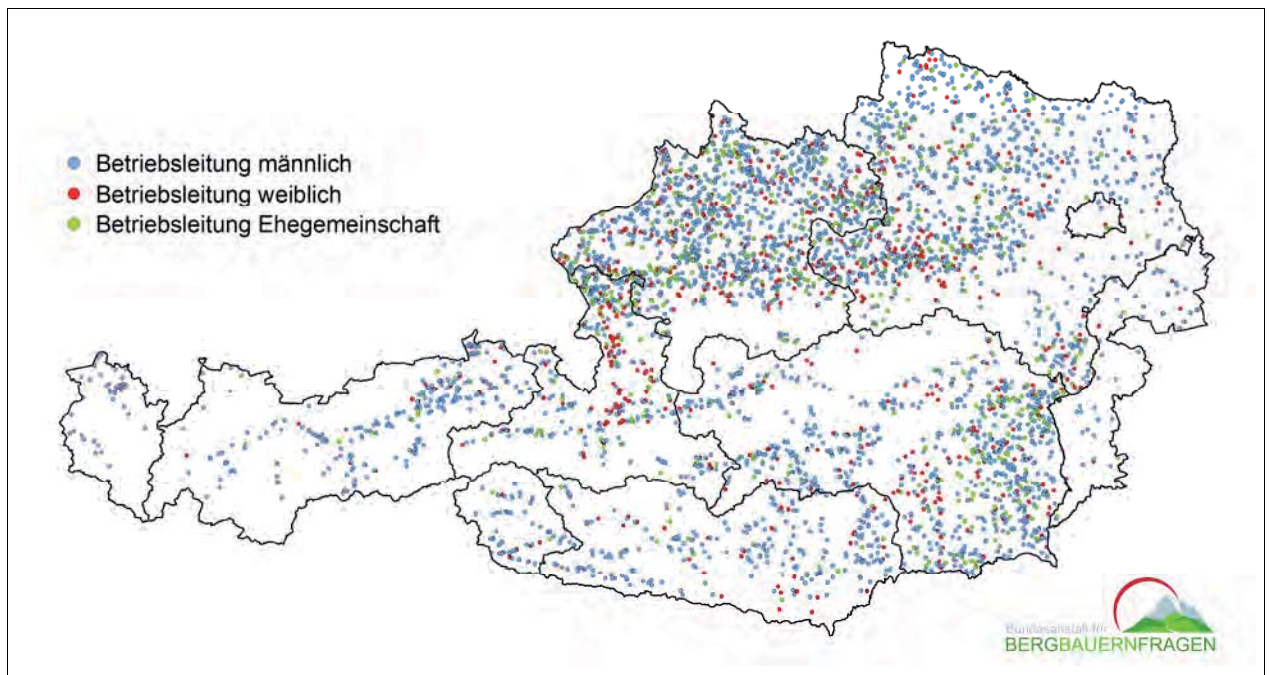 Betriebsleitung männlich
Betriebsleitung weiblich
Betriebsleitung Ehegemeinschaft
Bundesanstalt für
BERGBAUERNFRAGEN